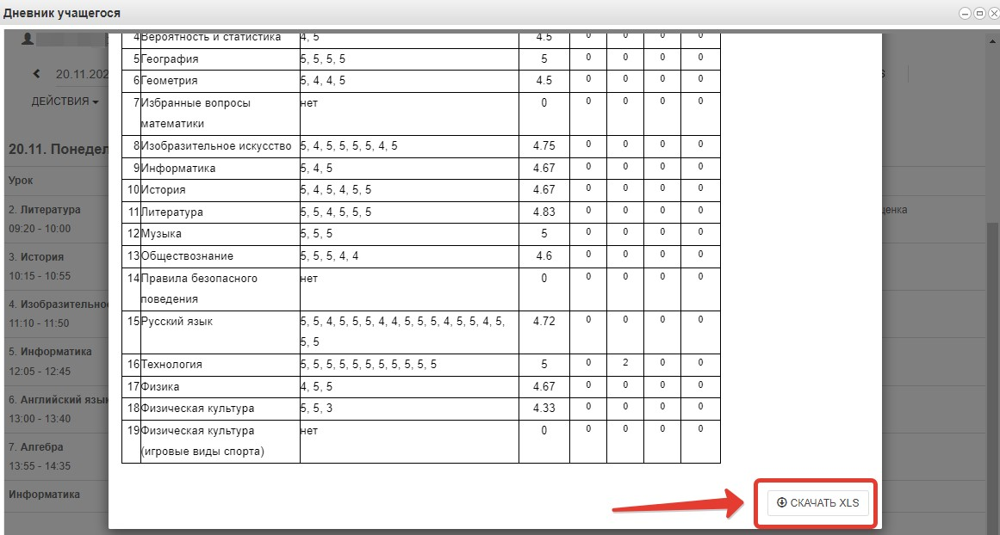 Дневник учащегося
20.11.202
ДЕЙСТВИЯ
20.11. Понедел
Урок
2. Литература
09:20 - 10:00
3. История
10:15 - 10:55
4. Изобразительно
11:10 - 11:50
5. Информатика
12:05 - 12:45
6. Английский язык
13:00 - 13:40
7. Алгебра
13:55 - 14:35
Информатика
4 Вероятность и статистика 4, 5 4.5 0 0 0 0
5 География 5, 5, 5, 5 5 0 0 0 0
6 Геометрия 5, 4, 4, 5 4.5 0 0 0 0
7 Избранные вопросы нет 0 0 0 0 0
математики
8 Изобразительное искусство 5, 4, 5, 5, 5, 4, 5 4.75 0 0 0 0
9 Информатика 5, 4, 5 4.67 0 0 0 0
10 История 5, 4, 5, 4, 5, 5 4.67 0 0 0 0
11 Литература 5, 5, 4, 5, 5, 5 4.83 0 0 0 0
12 Музыка 5, 5, 5 5 0 0 0 0
13 Обществознание 5, 5, 5, 4, 4 4.6 0 0 0 0
14 Правила безопасного нет 0 0 0 0 0
поведения
15 Русский язык 5, 5, 4, 5, 5, 5, 4, 4, 5, 5, 5, 4, 5, 5, 4, 5, 4.72 0 0 0 0
5, 5
16 Технология 5, 5, 5, 5, 5, 5, 5, 5, 5, 5 5 0 2 0 0
17 Физика 4, 5, 5 4.67 0 0 0 0
18 Физическая культура 5, 5, 3 4.33 0 0 0 0
19 Физическая культура нет 0 0 0 0 0
(игровые виды спорта)
ценка
СКАЧАТЬ XLS